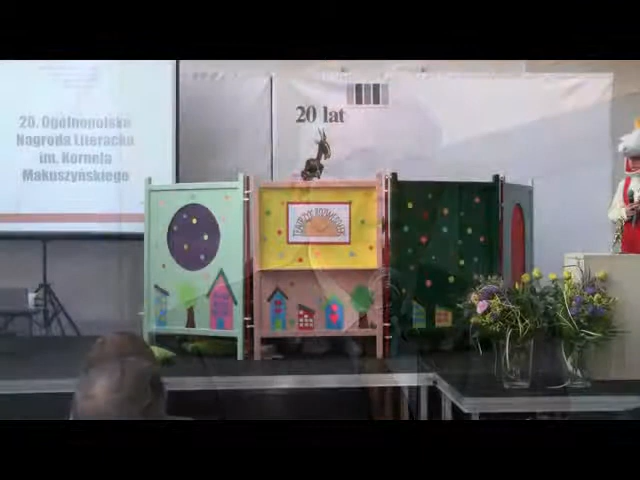 20. Ogólnopolska
Nagroda Literacka
im. Kornela
Makuszyńskiego
20 lat